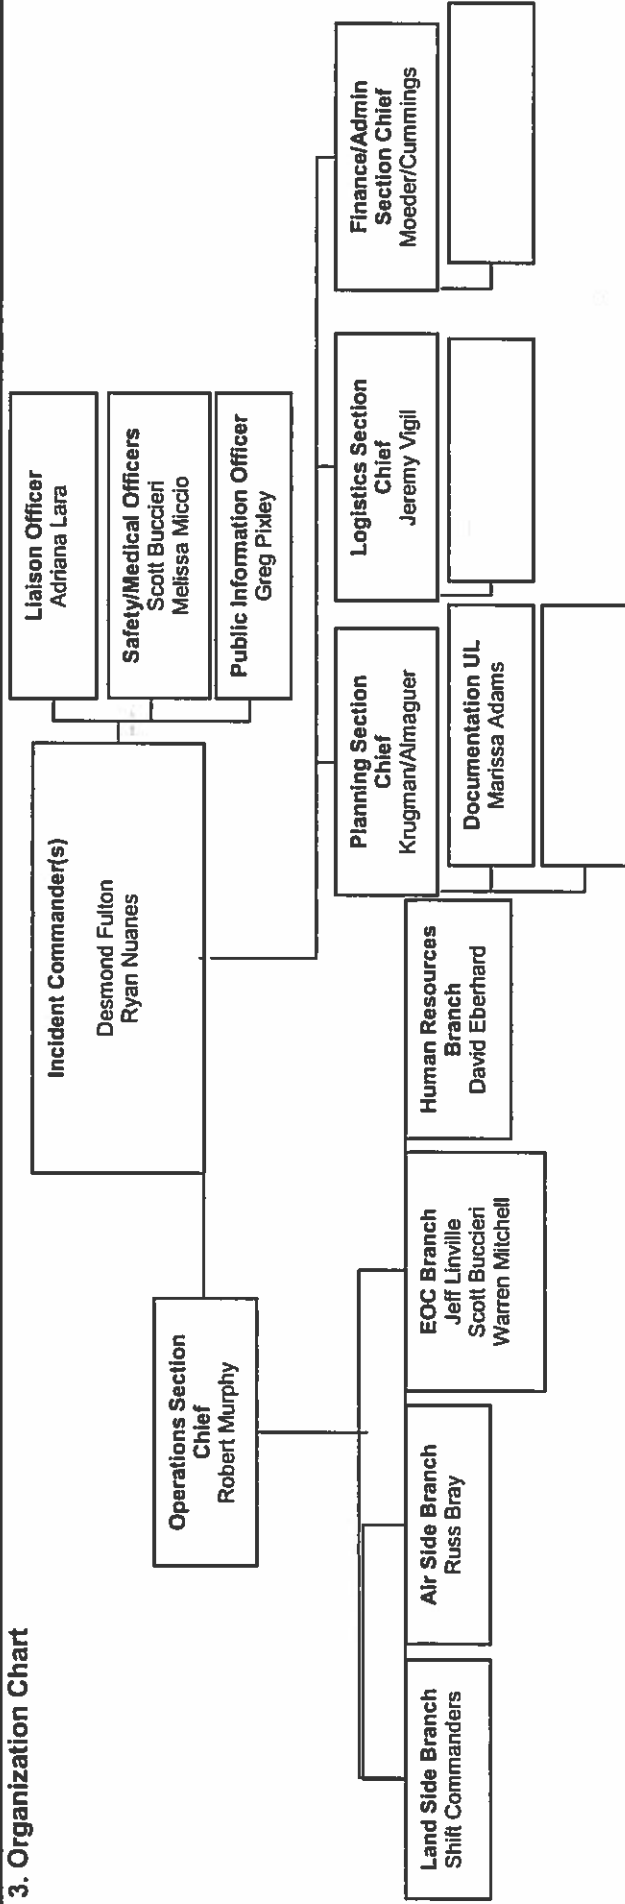 3. Organization Chart
Incident Commander(s)
Desmond Fulton
Ryan Nuanes
Liaison Officer
Adriana Lara
Safety/Medical Officers
Scott Buccieri
Melissa Miccio
Public Information Officer
Greg Pixley
Operations Section
Chief
Robert Murphy
Planning Section
Chief
Krugman/Almaguer
Logistics Section
Chief
Jeremy Vigil
Finance/Admin
Section Chief
Moeder/Cummings
Land Side Branch
Shift Commanders
Air Side Branch
Russ Bray
EOC Branch
Jeff Linville
Scott Buccieri
Warren Mitchell
Human Resources
Branch
David Eberhard
Documentation UL
Marissa Adams